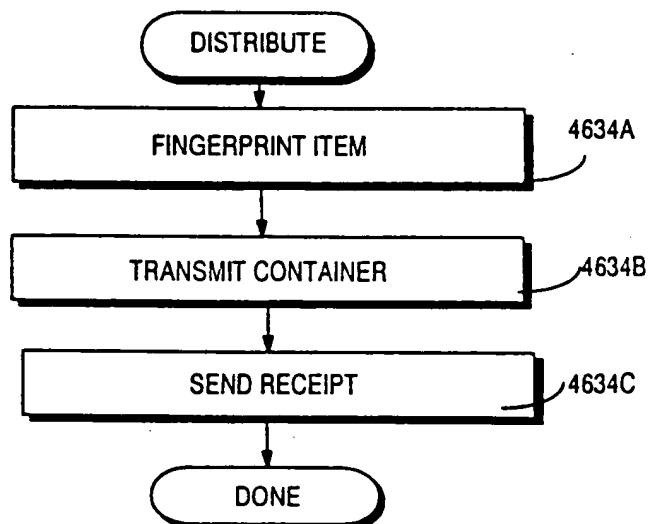 DISTRIBUTE
FINGERPRINT ITEM
4634A
TRANSMIT CONTAINER
4634B
SEND RECEIPT
4634C
DONE